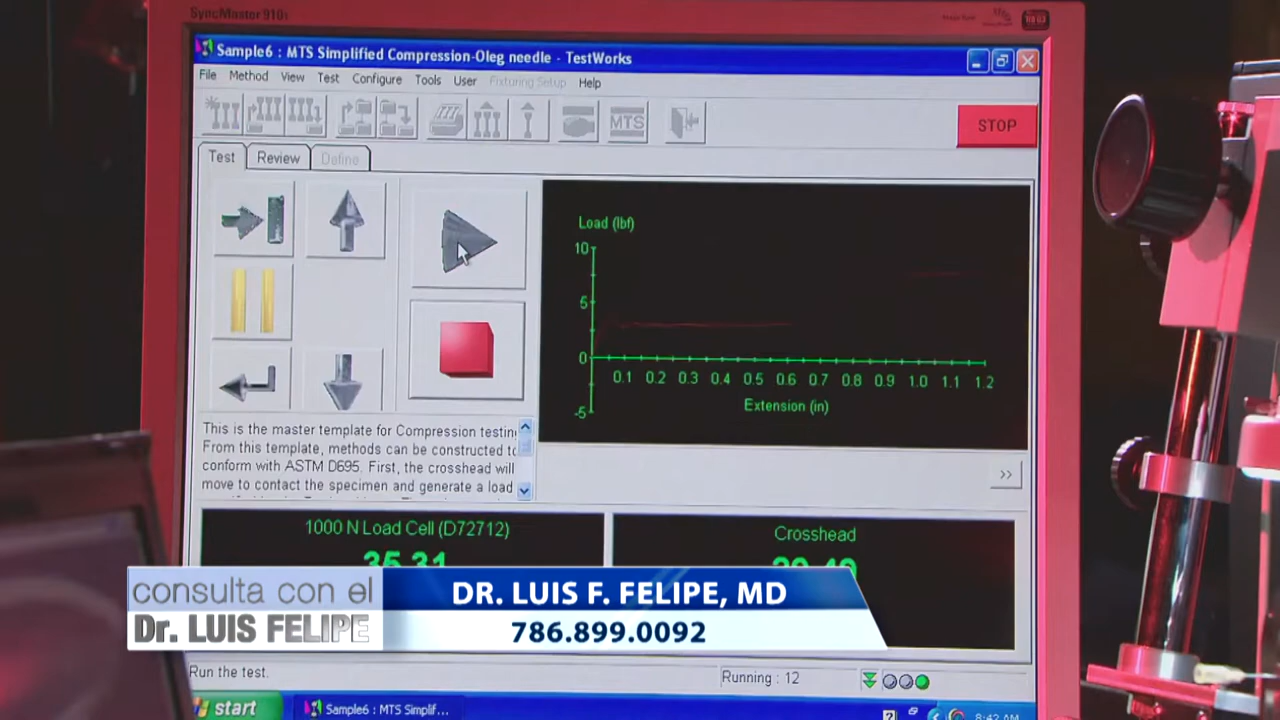 SyncMaster 910T
Sample6 : MTS Simplified Compression-Oleg needle - TestWorks
File Method View Test Configure Tools User Fixturing Setup Help
MTS
STOP
Test Review Define
Load (lbf)
10
5
0
-5
0.1 0.2 0.3 0.4 0.5 0.6 0.7 0.8 0.9 1.0 1.1 1.2
Extension (in)
This is the master template for Compression testing
From this template, methods can be constructed to
conform with ASTM D695. First, the crosshead will
move to contact the specimen and generate a load
>>
1000 N Load Cell (D72712)
35.31
Crosshead
consulta con el
Dr. LUIS FELIPE
DR. LUIS F. FELIPE, MD
786.899.0092
Run the test.
Running : 12
start
Sample6 : MTS Simplif...
8:42 AM